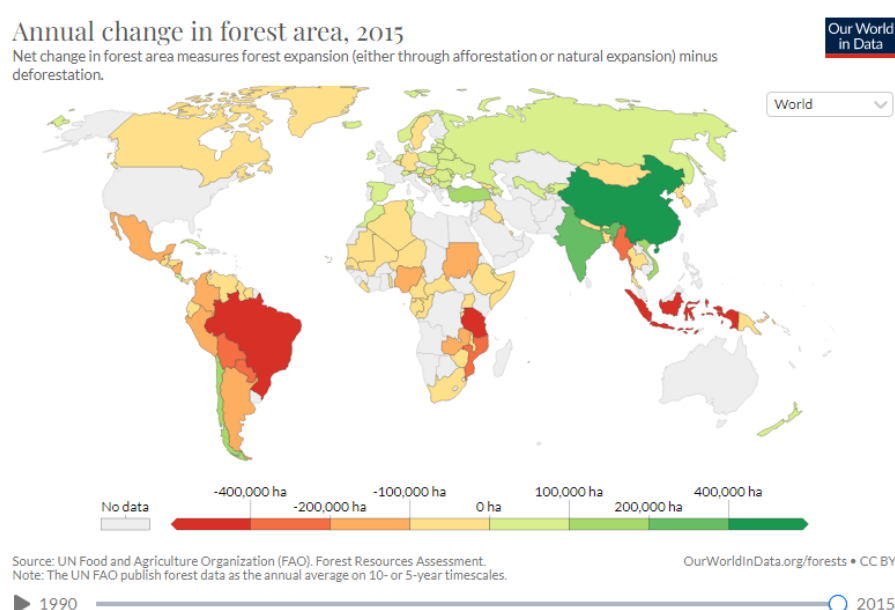 Annual change in forest area, 2015
Our World
in Data
Net change in forest area measures forest expansion (either through afforestation or natural expansion) minus
deforestation.
World
No data
-400,000 ha
-200,000 ha
-100,000 ha
0 ha
100,000 ha
200,000 ha
400,000 ha
Source: UN Food and Agriculture Organization (FAO). Forest Resources Assessment.
OurWorldInData.org/forests • CC BY
Note: The UN FAO publish forest data as the annual average on 10- or 5-year timescales.
1990
2015